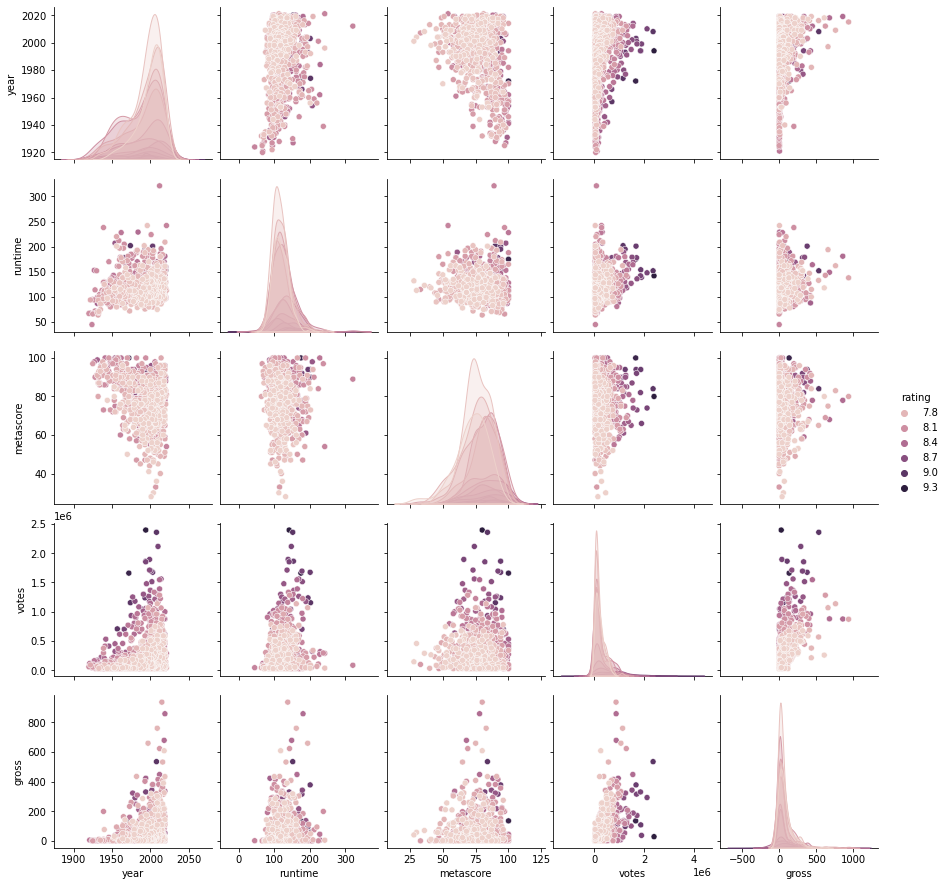 2020
2000
1980
1960
1940
1920
year
300
250
200
150
100
50
runtime
100
80
60
40
metascore
rating
7.8
8.1
8.4
8.7
9.0
9.3
1e6
2.5
2.0
1.5
1.0
0.5
0.0
votes
800
600
400
200
0
gross
1900 1950 2000 2050
0 100 200 300
25 50 75 100 125
0 2 4
−500 0 500 1000
1e6
year runtime metascore votes gross